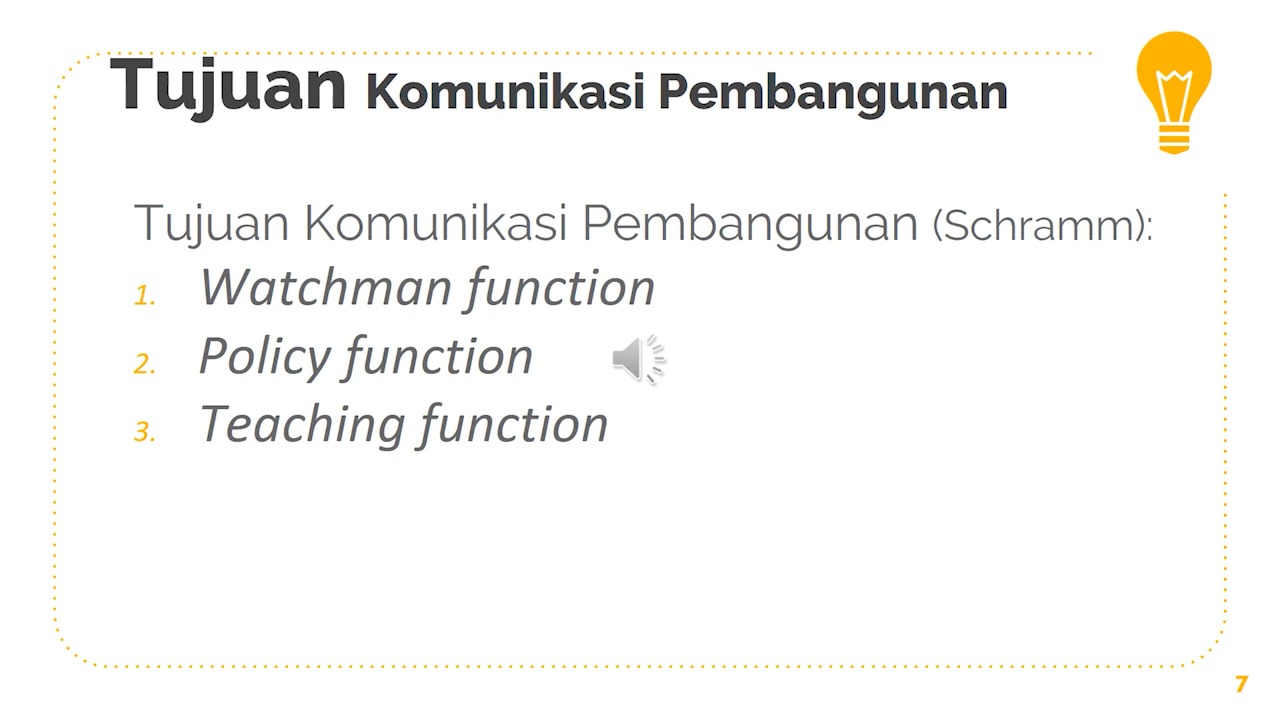 Tujuan Komunikasi Pembangunan
Tujuan Komunikasi Pembangunan (Schramm):
1. Watchman function
2. Policy function
3. Teaching function
7